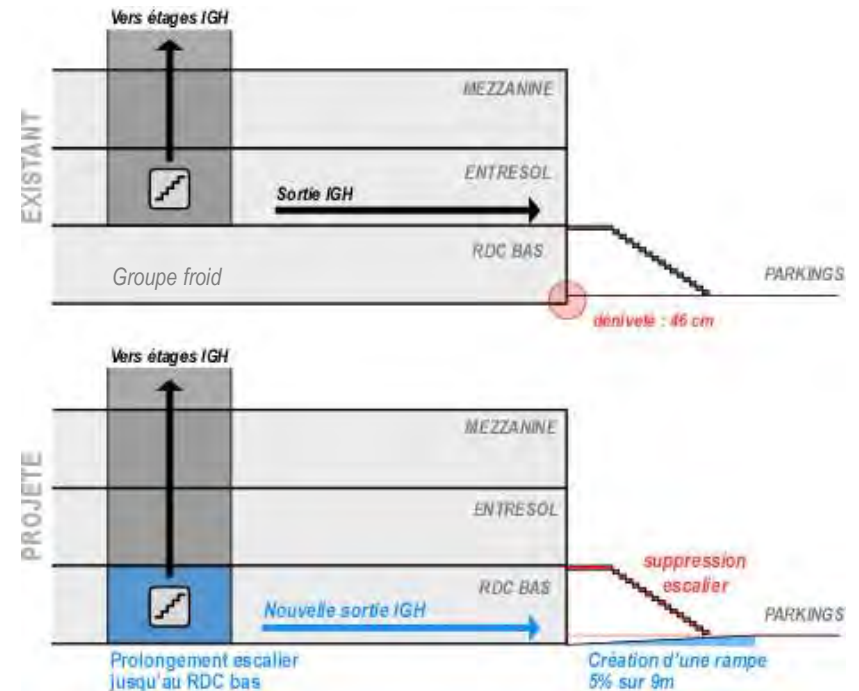 Vers étages IGH
EXISTANT
MEZZANINE
ENTRESOL
Sortie IGH
RDC BAS
Groupe froid
PARKINGS
dénivelé : 46 cm
Vers étages IGH
PROJETE
MEZZANINE
ENTRESOL
suppression
escalier
RDC BAS
Nouvelle sortie IGH
PARKINGS
Prolongement escalier
jusqu'au RDC bas
Création d'une rampe
5% sur 9m